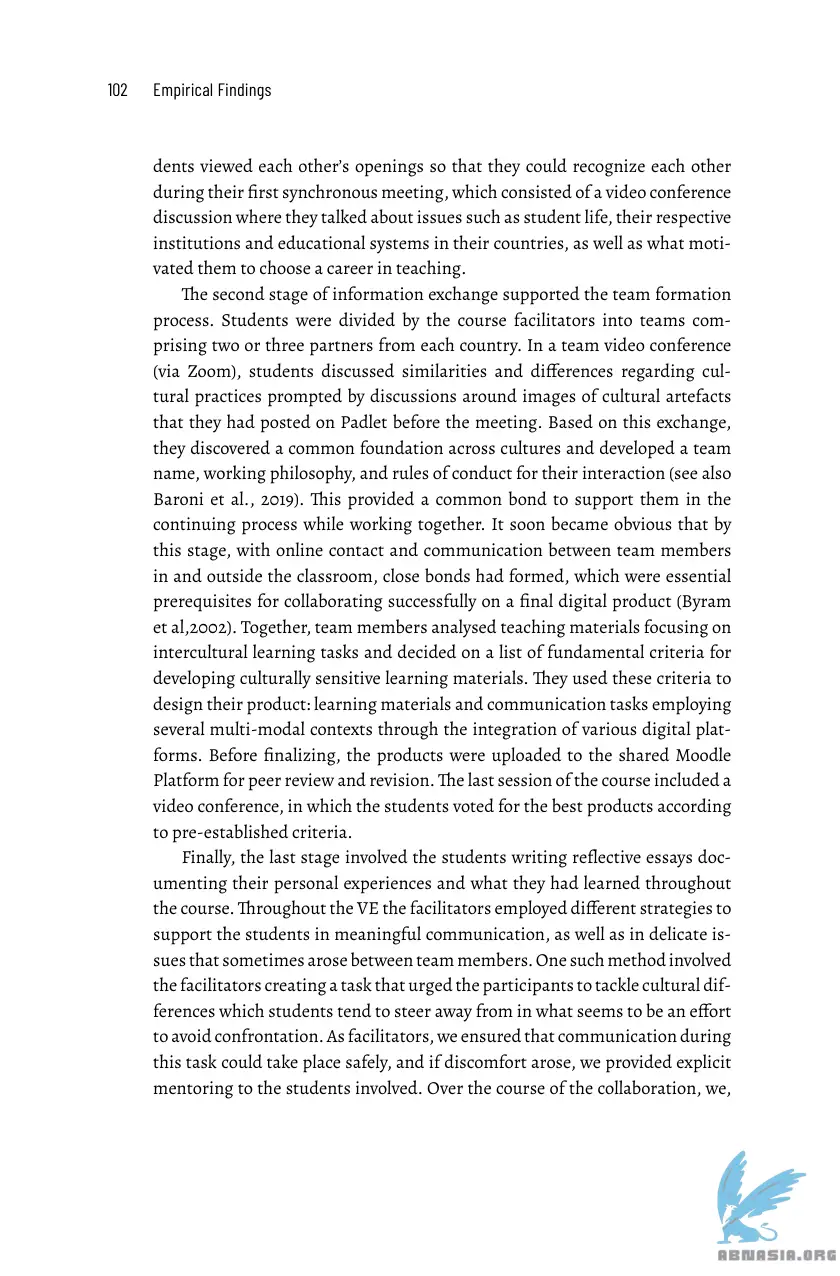 102 Empirical Findings
dents viewed each other’s openings so that they could recognize each other
during their first synchronous meeting, which consisted of a video conference
discussion where they talked about issues such as student life, their respective
institutions and educational systems in their countries, as well as what moti-
vated them to choose a career in teaching.
The second stage of information exchange supported the team formation
process. Students were divided by the course facilitators into teams com-
prising two or three partners from each country. In a team video conference
(via Zoom), students discussed similarities and differences regarding cul-
tural practices prompted by discussions around images of cultural artefacts
that they had posted on Padlet before the meeting. Based on this exchange,
they discovered a common foundation across cultures and developed a team
name, working philosophy, and rules of conduct for their interaction (see also
Baroni et al., 2019). This provided a common bond to support them in the
continuing process while working together. It soon became obvious that by
this stage, with online contact and communication between team members
in and outside the classroom, close bonds had formed, which were essential
prerequisites for collaborating successfully on a final digital product (Byram
et al,2002). Together, team members analysed teaching materials focusing on
intercultural learning tasks and decided on a list of fundamental criteria for
developing culturally sensitive learning materials. They used these criteria to
design their product: learning materials and communication tasks employing
several multi-modal contexts through the integration of various digital plat-
forms. Before finalizing, the products were uploaded to the shared Moodle
Platform for peer review and revision. The last session of the course included a
video conference, in which the students voted for the best products according
to pre-established criteria.
Finally, the last stage involved the students writing reflective essays doc-
umenting their personal experiences and what they had learned throughout
the course. Throughout the VE the facilitators employed different strategies to
support the students in meaningful communication, as well as in delicate is-
sues that sometimes arose between team members. One such method involved
the facilitators creating a task that urged the participants to tackle cultural dif-
ferences which students tend to steer away from in what seems to be an effort
to avoid confrontation. As facilitators, we ensured that communication during
this task could take place safely, and if discomfort arose, we provided explicit
mentoring to the students involved. Over the course of the collaboration, we,
ABNASIA.ORG